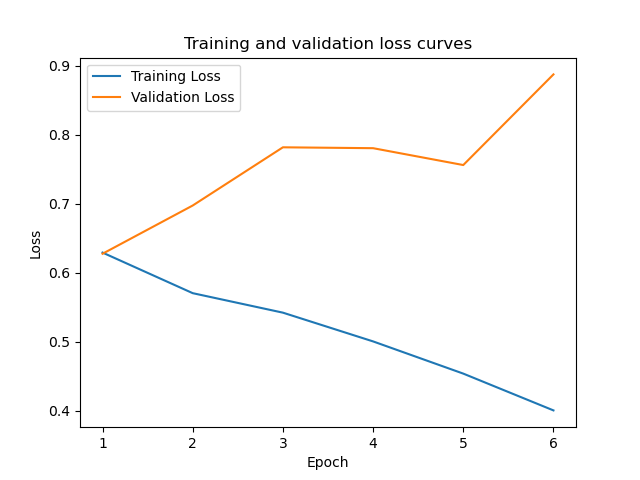 Training and validation loss curves
Training Loss
Validation Loss
0.9
0.8
0.7
0.6
0.5
0.4
Loss
1 2 3 4 5 6
Epoch